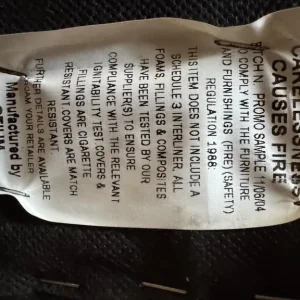 CARELESSNESS
CAUSES FIRE
BATCH N. PROMO SAMPLE 11/06/04
TO COMPLY WITH THE FURNITURE
AND FURNISHINGS (FIRE) (SAFETY)
REGULATION 1988:
THIS ITEM DOES NOT INCLUDE A
SCHEDULE 3 INTERLINER. ALL
FOAMS, FILLINGS & COMPOSITES
HAVE BEEN TESTED BY OUR
SUPPLIER(S) TO ENSURE
COMPLIANCE WITH THE RELEVANT
IGNITABILITY TEST COVERS &
FILLINGS ARE CIGARETTE
RESISTANT COVERS ARE MATCH
RESISTANT
FURTHER DETAILS ARE AVAILABLE
FROM YOUR RETAILER
Manufactured by